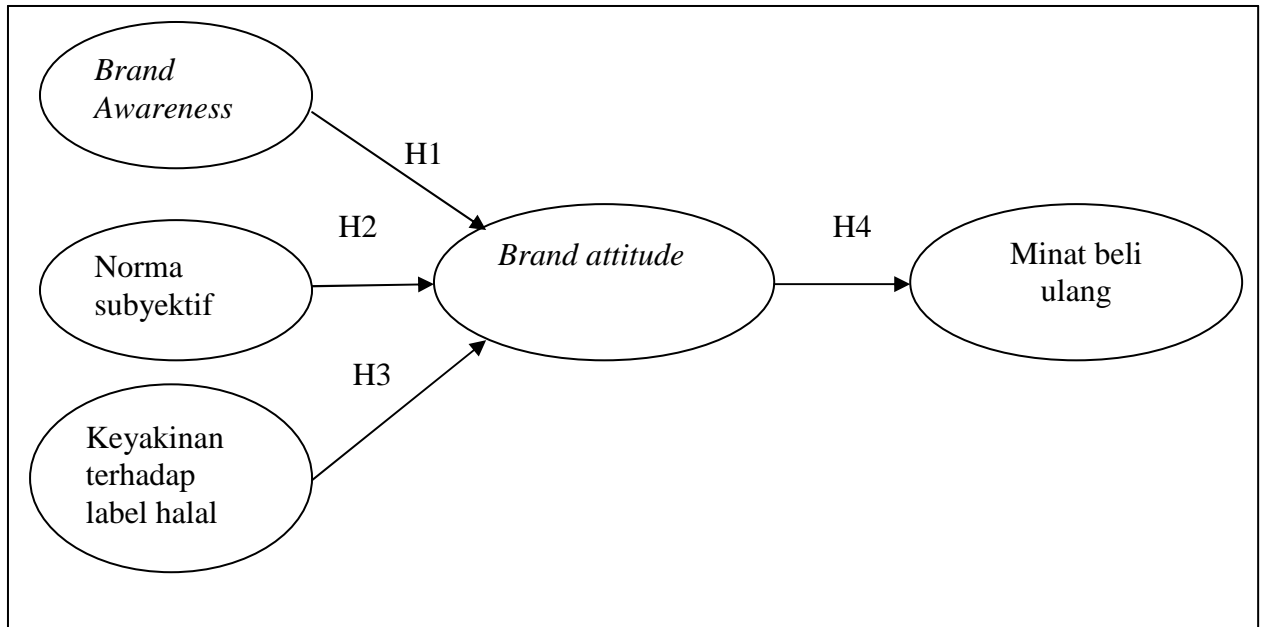 Brand
Awareness
H1
H2
Norma
subyektif
Brand attitude
H4
Minat beli
ulang
H3
Keyakinan
terhadap
label halal